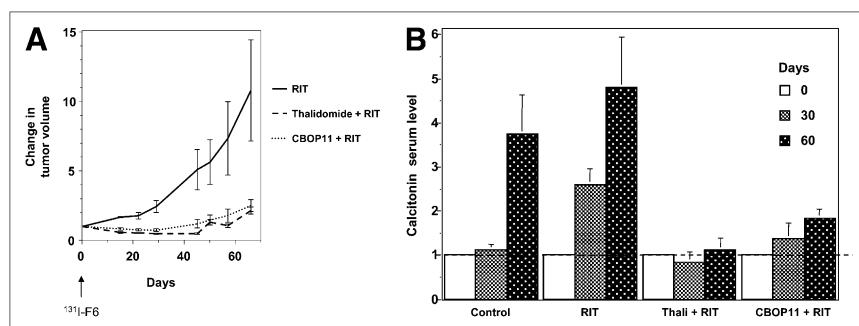 A
15
10
5
1
0
0 20 40 60
Change in
tumor volume
Days
131I-F6
RIT
Thalidomide + RIT
CBOP11 + RIT
B
6
5
4
3
2
1
0
Calcitonin serum level
Days
0
30
60
Control RIT Thali + RIT CBOP11 + RIT